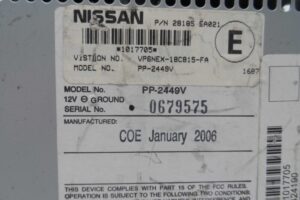 NISSAN
P/N 28185 EA021
*1017705*
E
VISTEON No. VP6NEX-18C815-FA
MODEL No. PP-2449V
1687
MODEL No. PP-2449V
12V ⊖ GROUND
SERIAL No. • 0679575
MANUFACTURED:
COE January 2006
THIS DEVICE COMPLIES WITH PART 15 OF THE FCC RULES.
OPERATION IS SUBJECT TO THE FOLLOWING TWO CONDITIONS
1017705